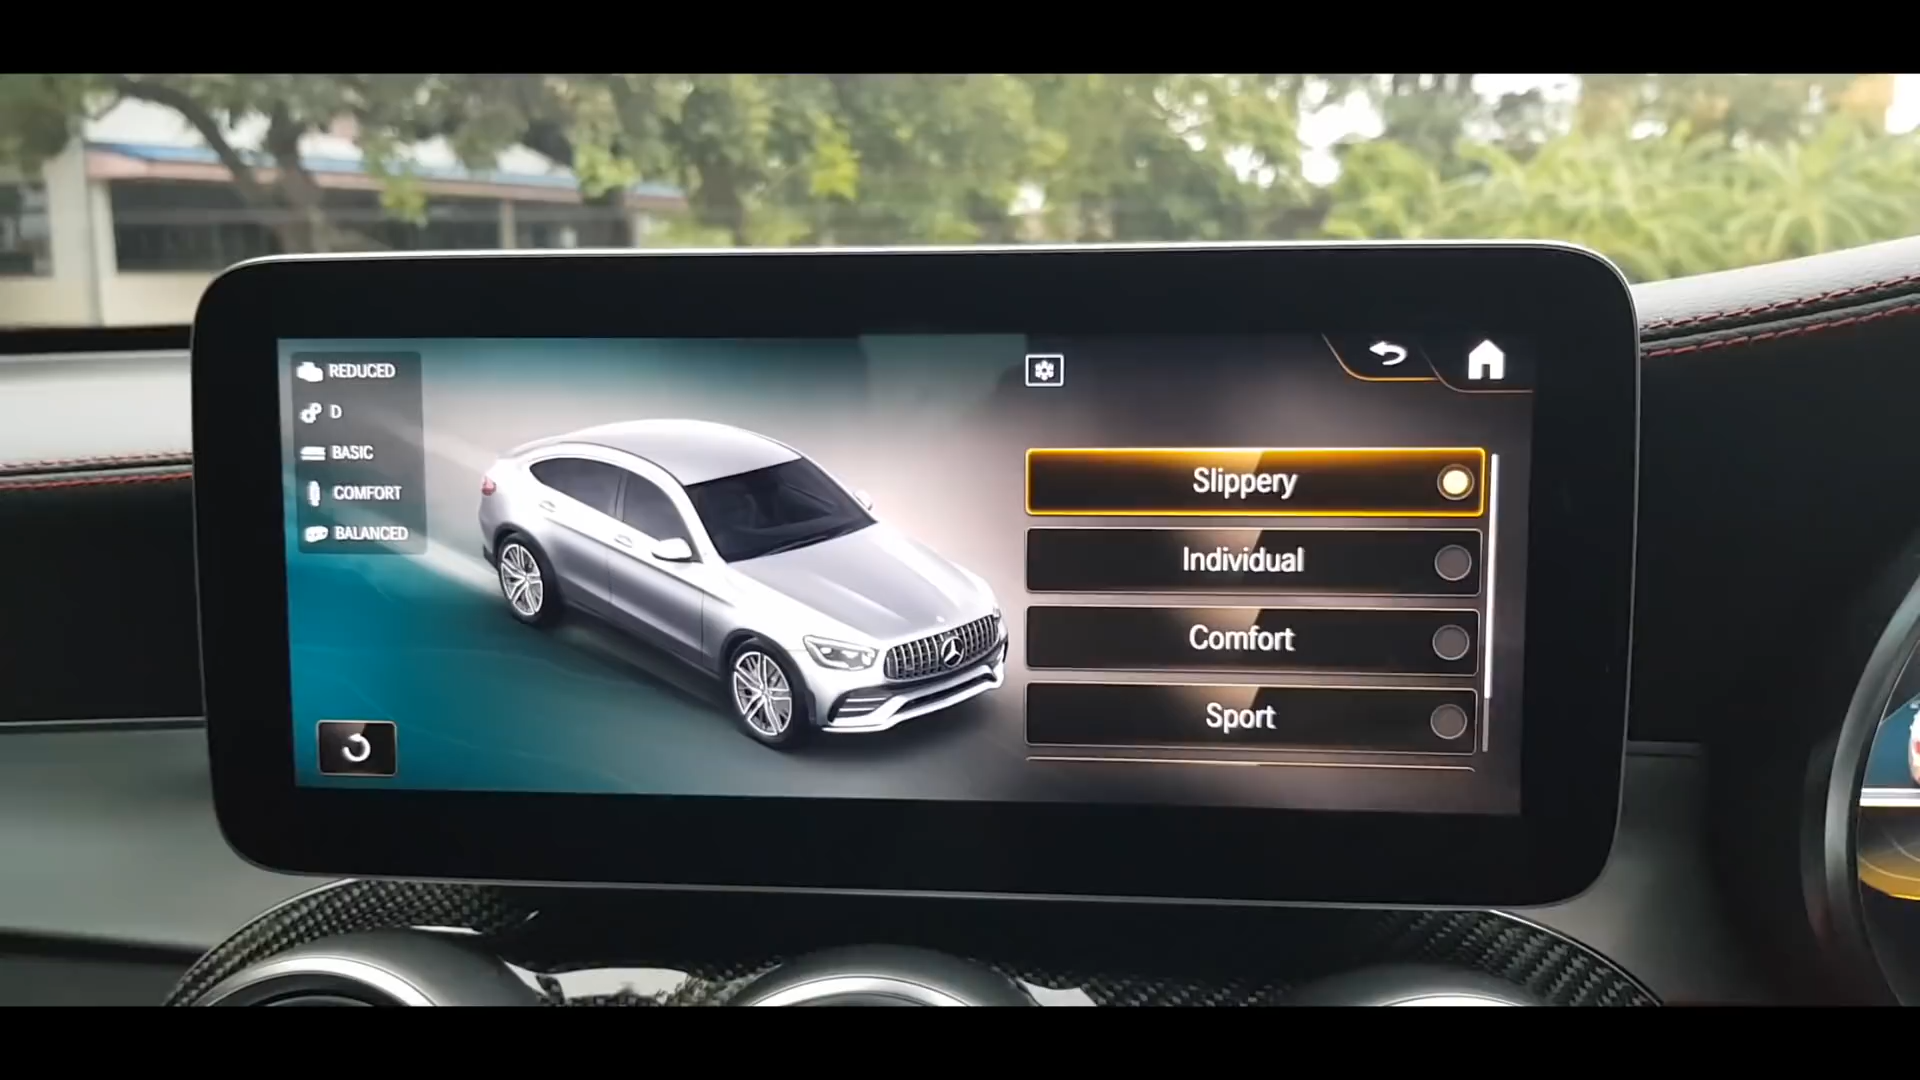 REDUCED
D
BASIC
COMFORT
BALANCED
Slippery
Individual
Comfort
Sport